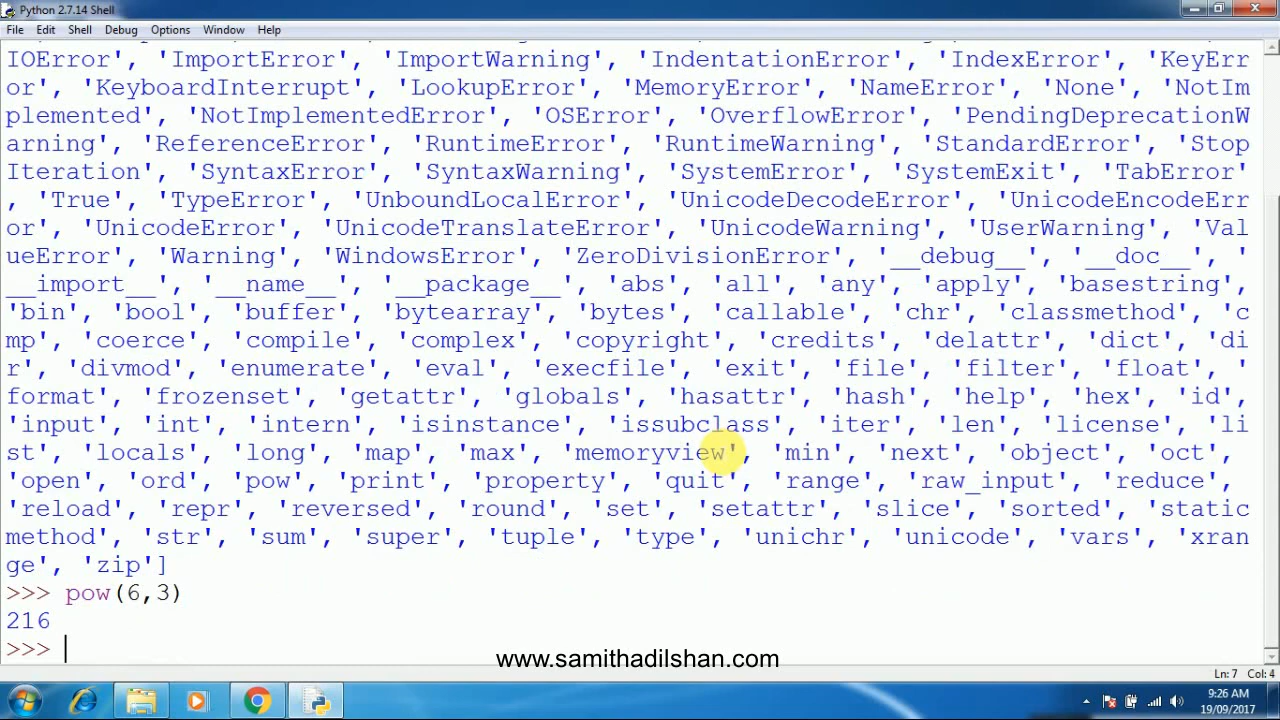 Python 2.7.14 Shell
File Edit Shell Debug Options Window Help
IOError', 'ImportError', 'ImportWarning', 'IndentationError', 'IndexError', 'KeyErr
or', 'KeyboardInterrupt', 'LookupError', 'MemoryError', 'NameError', 'None', 'NotIm
plemented', 'NotImplementedError', 'OSError', 'OverflowError', 'PendingDeprecationW
arning', 'ReferenceError', 'RuntimeError', 'RuntimeWarning', 'StandardError', 'Stop
Iteration', 'SyntaxError', 'SyntaxWarning', 'SystemError', 'SystemExit', 'TabError'
, 'True', 'TypeError', 'UnboundLocalError', 'UnicodeDecodeError', 'UnicodeEncodeErr
or', 'UnicodeError', 'UnicodeTranslateError', 'UnicodeWarning', 'UserWarning', 'Val
ueError', 'Warning', 'WindowsError', 'ZeroDivisionError', '__debug__', '__doc__', '
__import__', '__name__', '__package__', 'abs', 'all', 'any', 'apply', 'basestring',
'bin', 'bool', 'buffer', 'bytearray', 'bytes', 'callable', 'chr', 'classmethod', 'c
mp', 'coerce', 'compile', 'complex', 'copyright', 'credits', 'delattr', 'dict', 'di
r', 'divmod', 'enumerate', 'eval', 'execfile', 'exit', 'file', 'filter', 'float', '
format', 'frozenset', 'getattr', 'globals', 'hasattr', 'hash', 'help', 'hex', 'id',
'input', 'int', 'intern', 'isinstance', 'issubclass', 'iter', 'len', 'license', 'li
st', 'locals', 'long', 'map', 'max', 'memoryview', 'min', 'next', 'object', 'oct',
'open', 'ord', 'pow', 'print', 'property', 'quit', 'range', 'raw_input', 'reduce',
'reload', 'repr', 'reversed', 'round', 'set', 'setattr', 'slice', 'sorted', 'static
method', 'str', 'sum', 'super', 'tuple', 'type', 'unichr', 'unicode', 'vars', 'xran
ge', 'zip']
>>> pow(6,3)
216
>>>
www.samithadilshan.com
Ln: 7 Col: 4
9:26 AM
19/09/2017